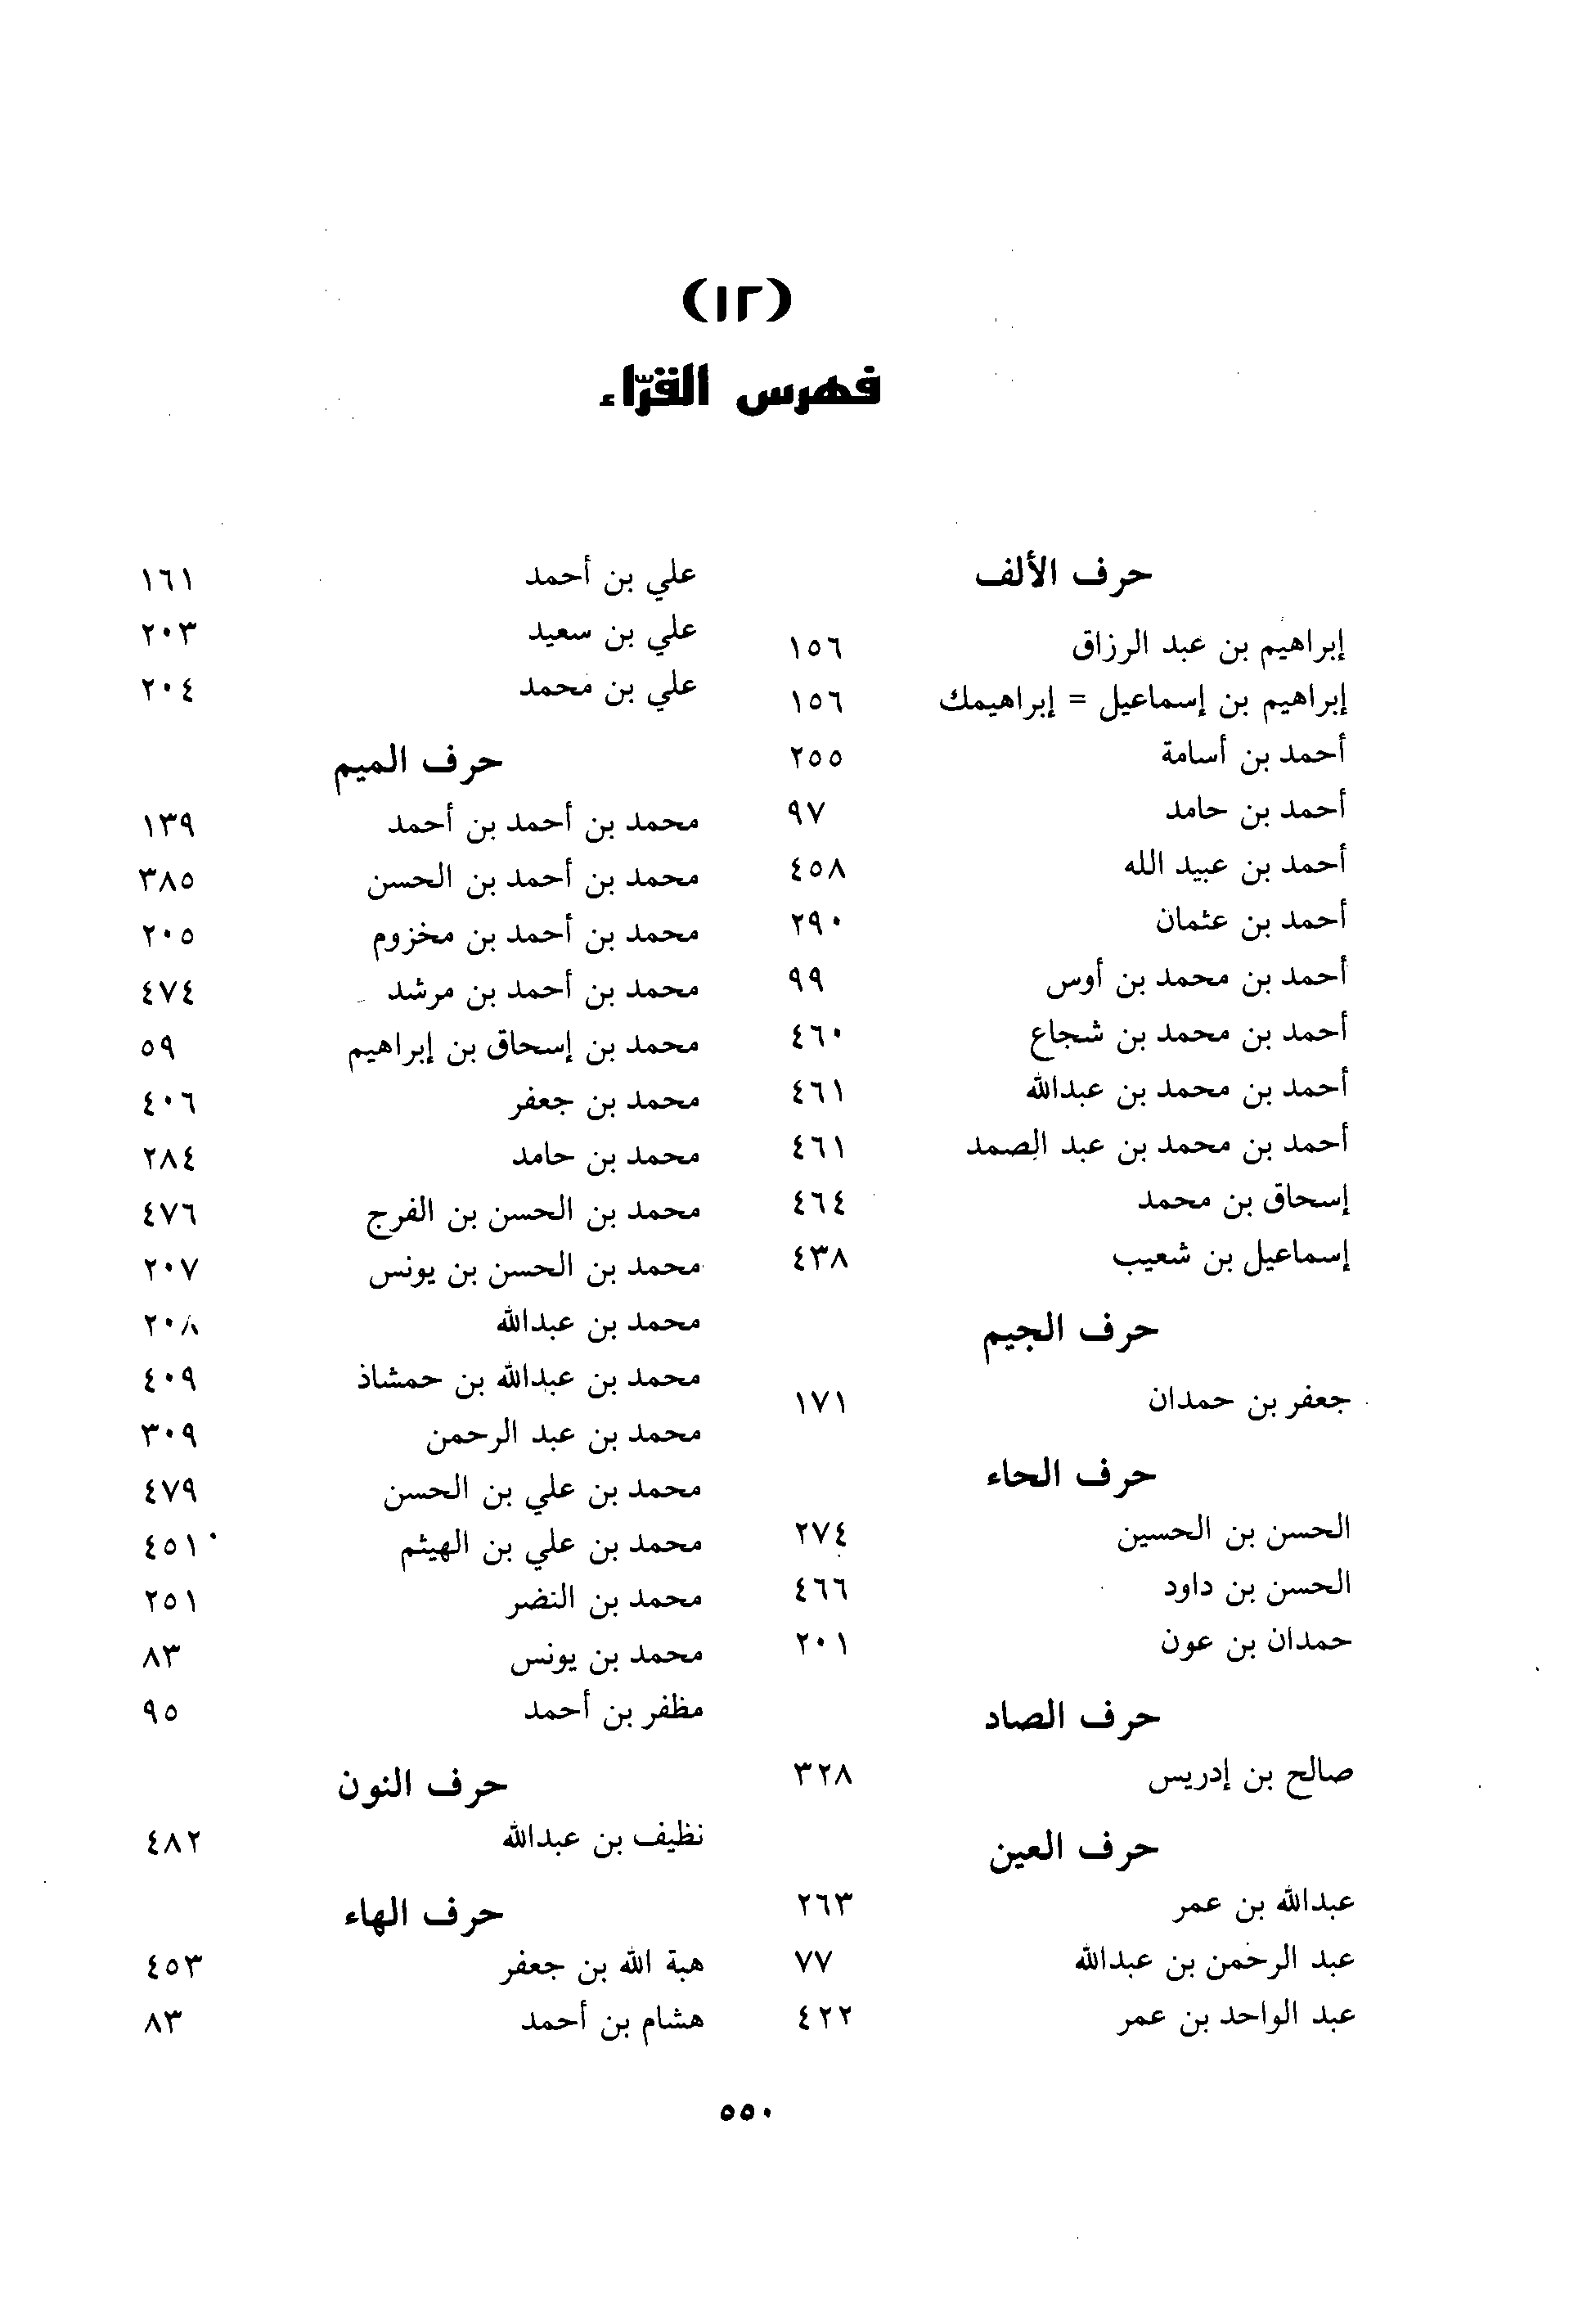 (١٢)
فهرس القرّاء
حرف الألف
إبراهيم بن عبد الرزاق ١٥٦
إبراهيم بن إسماعيل = إبراهيمك ١٥٦
أحمد بن أسامة ٢٥٥
أحمد بن حامد ٩٧
أحمد بن عبيد الله ٤٥٨
أحمد بن عثمان ٢٩٠
أحمد بن محمد بن أوس ٩٩
أحمد بن محمد بن شجاع ٤٦٠
أحمد بن محمد بن عبدالله ٤٦١
أحمد بن محمد بن عبد الصمد ٤٦١
إسحاق بن محمد ٤٦٤
إسماعيل بن شعيب ٤٣٨
حرف الجيم
جعفر بن حمدان ١٧١
حرف الحاء
الحسن بن الحسين ٢٧٤
الحسن بن داود ٤٦٦
حمدان بن عون ٢٠١
حرف الصاد
صالح بن إدريس ٣٢٨
حرف العين
عبدالله بن عمر ٢٦٣
عبد الرحمن بن عبدالله ٧٧
عبد الواحد بن عمر ٤٢٢
علي بن أحمد ١٦١
علي بن سعيد ٢٠٣
علي بن محمد ٢٠٤
حرف الميم
محمد بن أحمد بن أحمد ١٣٩
محمد بن أحمد بن الحسن ٣٨٥
محمد بن أحمد بن مخزوم ٢٠٥
محمد بن أحمد بن مرشد ٤٧٤
محمد بن إسحاق بن إبراهيم ٥٩
محمد بن جعفر ٤٠٦
محمد بن حامد ٢٨٤
محمد بن الحسن بن الفرج ٤٧٦
محمد بن الحسن بن يونس ٢٠٧
محمد بن عبدالله ٢٠٨
محمد بن عبدالله بن حمشاذ ٤٠٩
محمد بن عبد الرحمن ٣٠٩
محمد بن علي بن الحسن ٤٧٩
محمد بن علي بن الهيثم ٤٥١
محمد بن النضر ٢٥١
محمد بن يونس ٨٣
مظفر بن أحمد ٩٥
حرف النون
نظيف بن عبدالله ٤٨٢
حرف الهاء
هبة الله بن جعفر ٤٥٣
هشام بن أحمد ٨٣
٥٥٠